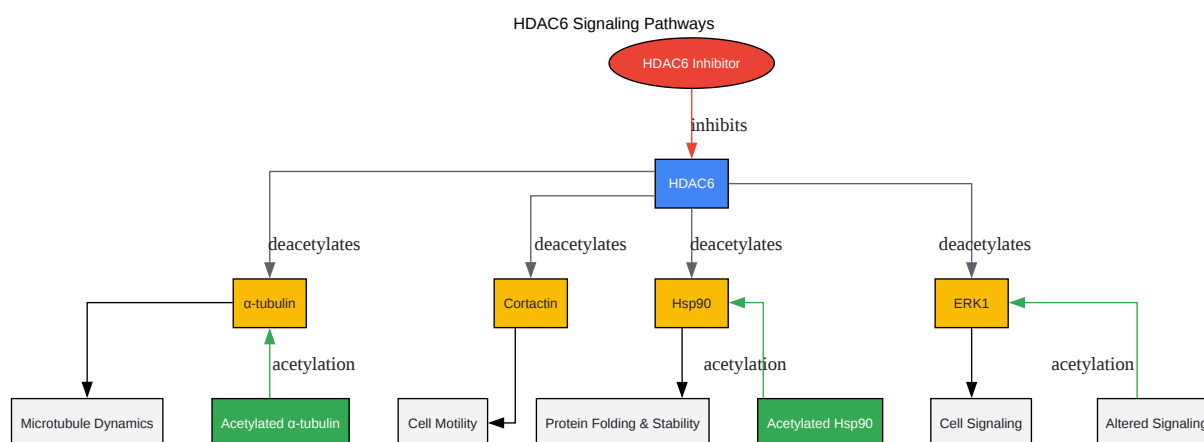 HDAC6 Signaling Pathways
HDAC6 Inhibitor
inhibits
HDAC6
deacetylates
deacetylates
deacetylates
deacetylates
α-tubulin
Cortactin
Hsp90
ERK1
acetylation
acetylation
acetylation
Microtubule Dynamics
Acetylated α-tubulin
Cell Motility
Protein Folding & Stability
Acetylated Hsp90
Cell Signaling
Altered Signaling